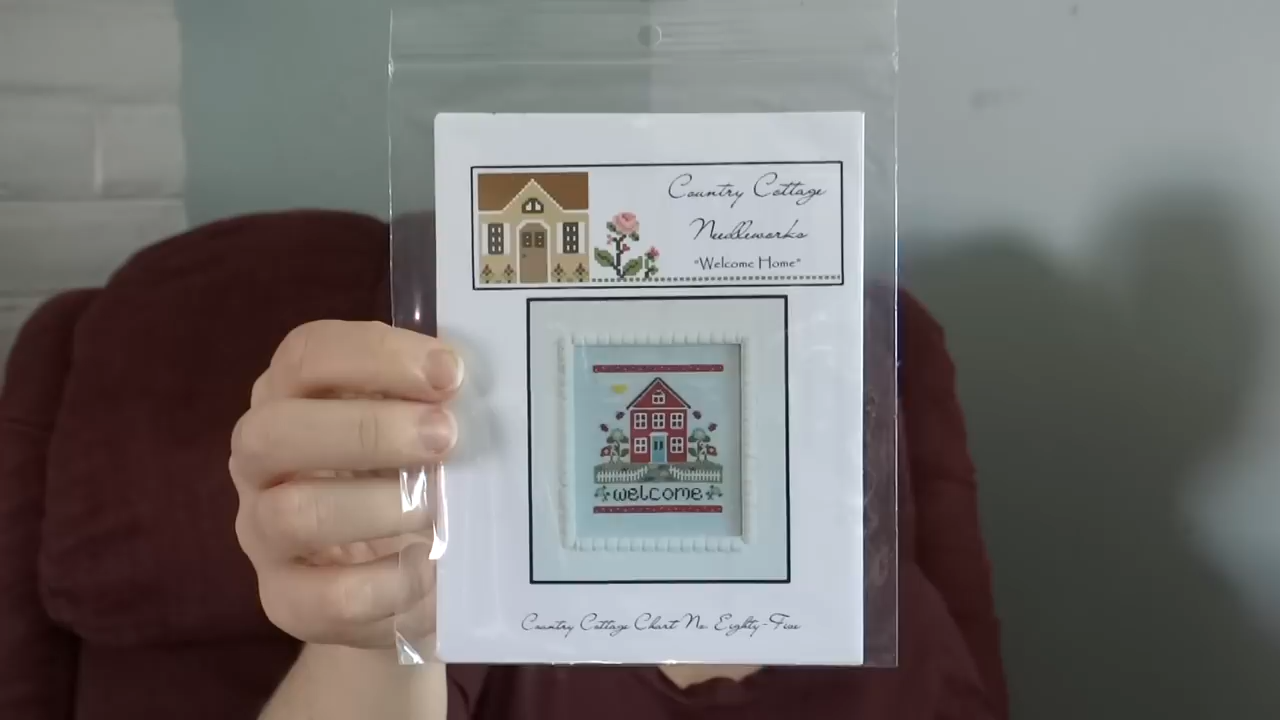 Country Cottage
Needleworks
"Welcome Home"
welcome
Country Cottage Chart No. Eighty-Five